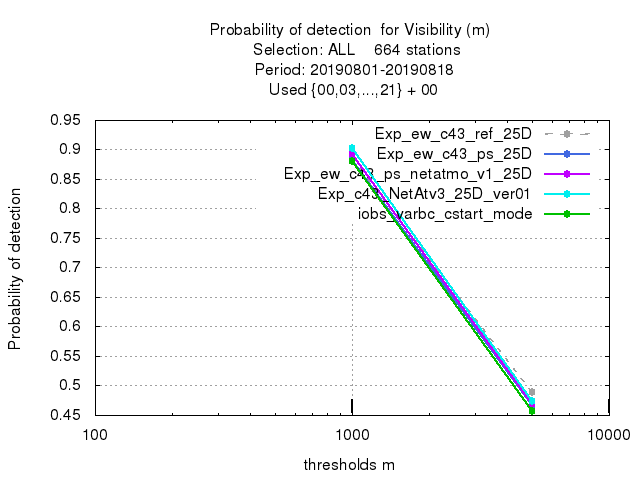 Probability of detection  for Visibility (m)
Selection: ALL    664 stations
Period: 20190801-20190818
Used {00,03,...,21} + 00
0.95
0.9
0.85
0.8
0.75
0.7
0.65
0.6
0.55
0.5
0.45
Probability of detection
Exp_ew_c43_ref_25D
Exp_ew_c43_ps_25D
Exp_ew_c43_ps_netatmo_v1_25D
Exp_c43_NetAtv3_25D_ver01
iobs_varbc_cstart_mode
100
1000
10000
thresholds m